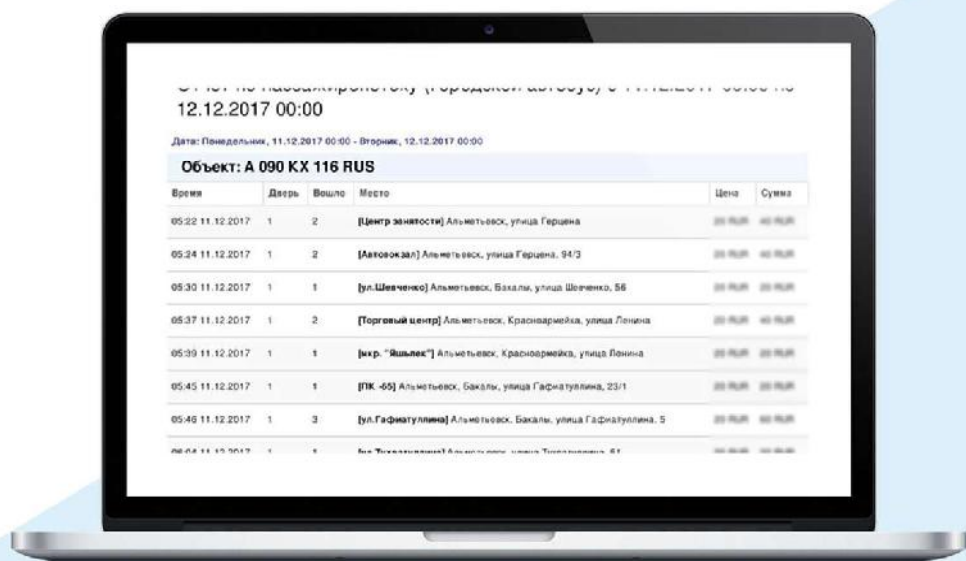 12.12.2017 00:00
Дата: Понедельник, 11.12.2017 00:00 - Вторник, 12.12.2017 00:00
Объект: А 090 КХ 116 RUS
Время Дверь Вошло Место Цена Сумма
05:22 11.12.2017 1 2 [Центр занятости] Альметьевск, улица Герцена
05:24 11.12.2017 1 2 [Автовокзал] Альметьевск, улица Герцена, 94/3
05:30 11.12.2017 1 1 [ул.Шевченко] Альметьевск, Бакалы, улица Шевченко, 56
05:37 11.12.2017 1 2 [Торговый центр] Альметьевск, Красноармейка, улица Ленина
05:39 11.12.2017 1 1 [мкр. "Яшьлек"] Альметьевск, Красноармейка, улица Ленина
05:45 11.12.2017 1 1 [ПК -65] Альметьевск, Бакалы, улица Гафиатуллина, 23/1
05:46 11.12.2017 1 3 [ул.Гафиатуллина] Альметьевск, Бакалы, улица Гафиатуллина, 5